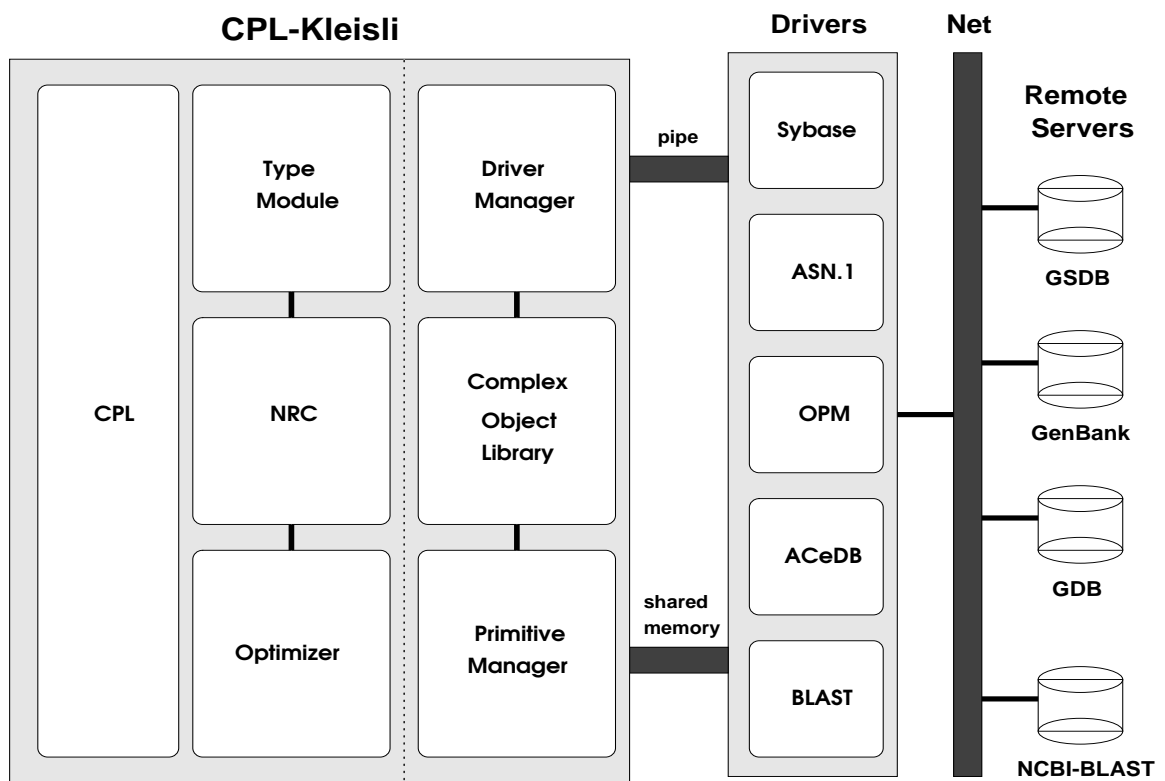 CPL-Kleisli
Drivers
Net
Remote
Servers
CPL
Type
Module
NRC
Optimizer
Driver
Manager
Complex
Object
Library
Primitive
Manager
pipe
shared
memory
Sybase
ASN.1
OPM
ACeDB
BLAST
GSDB
GenBank
GDB
NCBI-BLAST